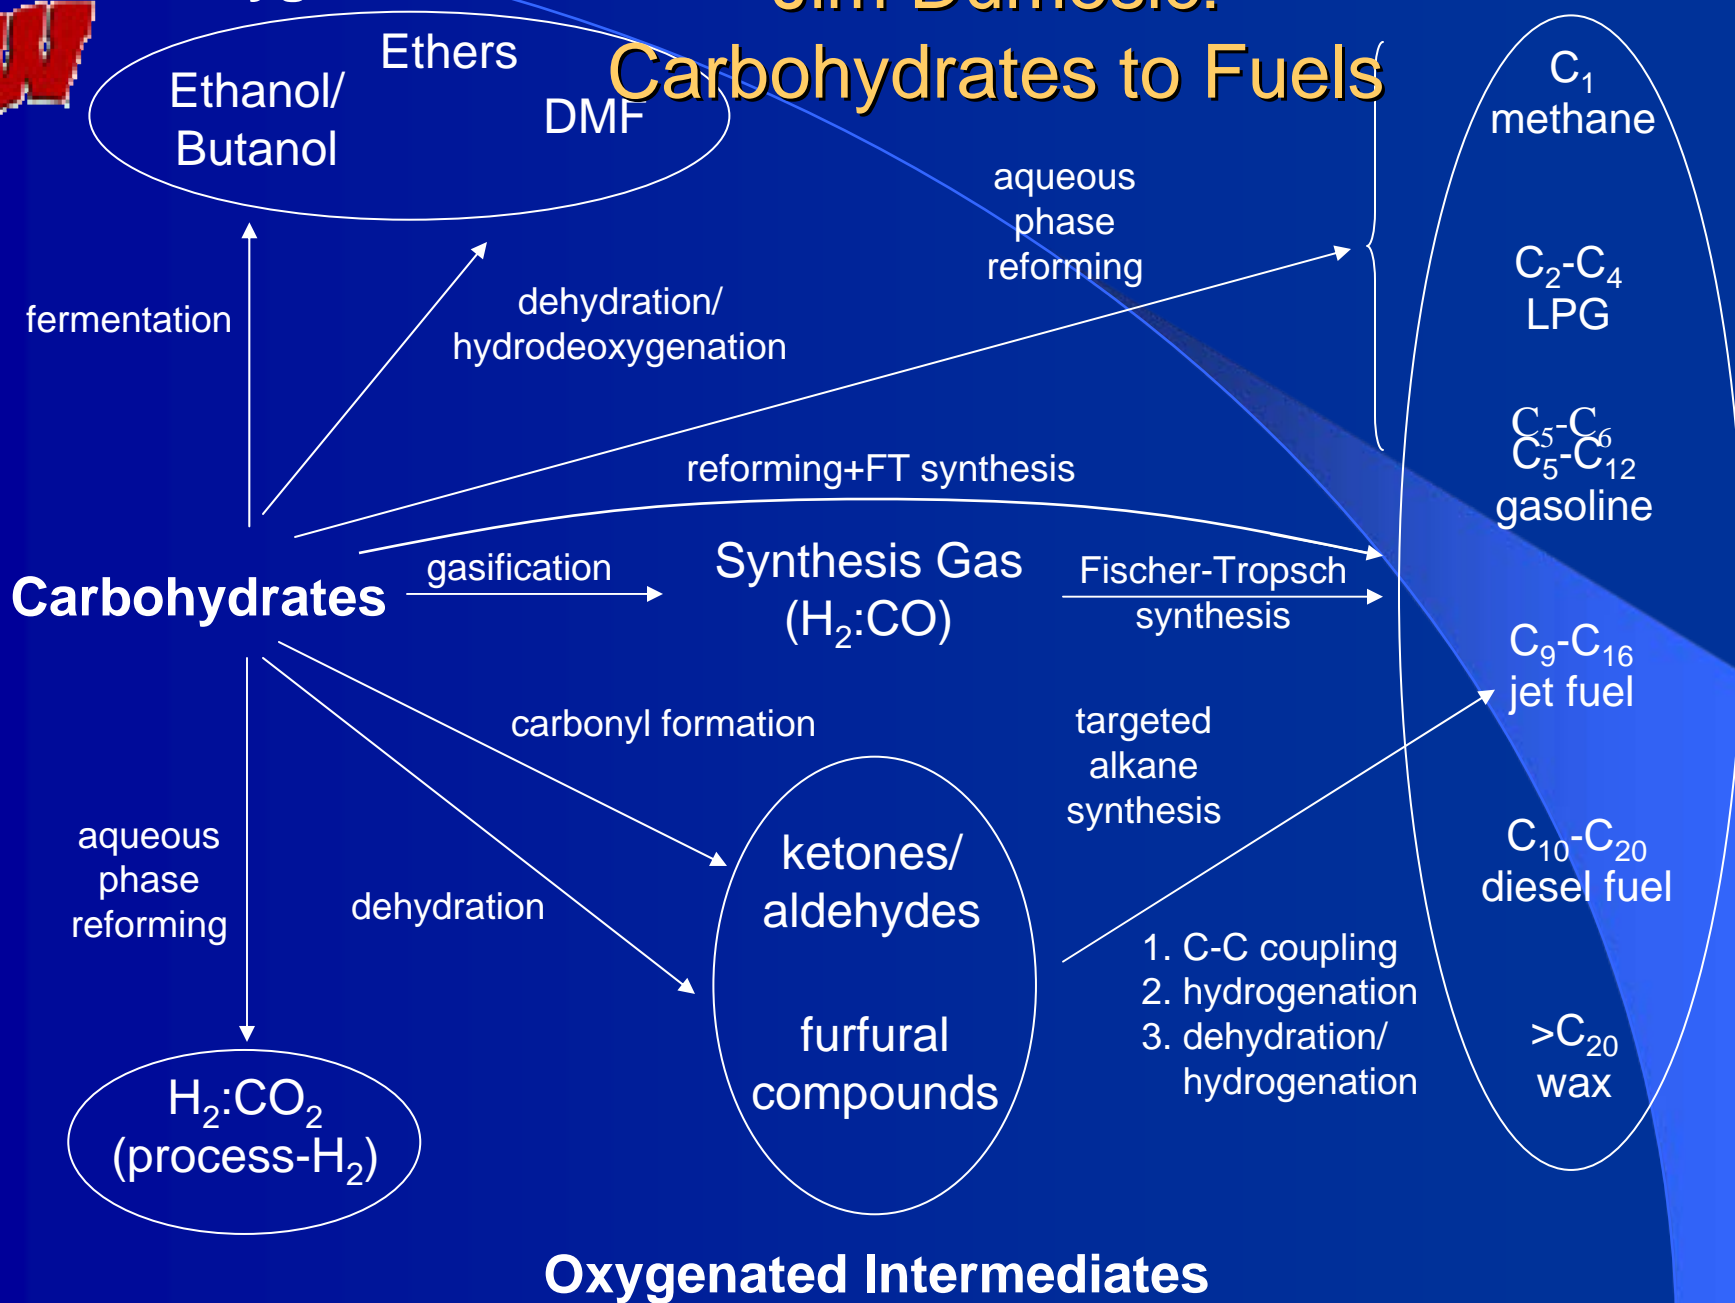 Jim Dumesic:
Carbohydrates to Fuels
Ethers
Ethanol/
Butanol
DMF
C₁
methane
aqueous
phase
reforming
C₂-C₄
LPG
fermentation
dehydration/
hydrodeoxygenation
C₅-C₆
C₅-C₁₂
gasoline
reforming+FT synthesis
Carbohydrates
gasification
Synthesis Gas
(H₂:CO)
Fischer-Tropsch
synthesis
C₉-C₁₆
jet fuel
carbonyl formation
targeted
alkane
synthesis
aqueous
phase
reforming
dehydration
ketones/
aldehydes
furfural
compounds
C₁₀-C₂₀
diesel fuel
1. C-C coupling
2. hydrogenation
3. dehydration/
hydrogenation
>C₂₀
wax
H₂:CO₂
(process-H₂)
Oxygenated Intermediates